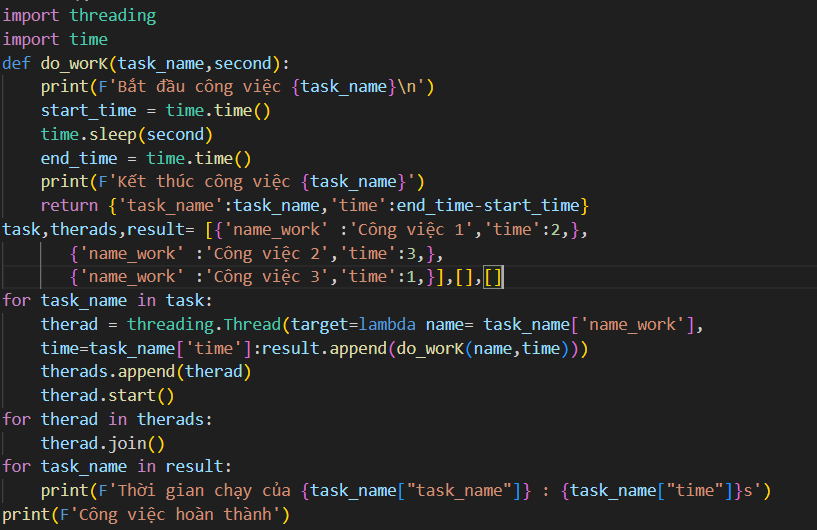 import threading
import time
def do_worK(task_name,second):
    print(F'Bắt đầu công việc {task_name}\n')
    start_time = time.time()
    time.sleep(second)
    end_time = time.time()
    print(F'Kết thúc công việc {task_name}')
    return {'task_name':task_name,'time':end_time-start_time}
task,therads,result= [{'name_work' :'Công việc 1','time':2,},
       {'name_work' :'Công việc 2','time':3,},
       {'name_work' :'Công việc 3','time':1,}],[],[]
for task_name in task:
    therad = threading.Thread(target=lambda name= task_name['name_work'],
    time=task_name['time']:result.append(do_worK(name,time)))
    therads.append(therad)
    therad.start()
for therad in therads:
    therad.join()
for task_name in result:
    print(F'Thời gian chạy của {task_name["task_name"]} : {task_name["time"]}s')
print(F'Công việc hoàn thành')